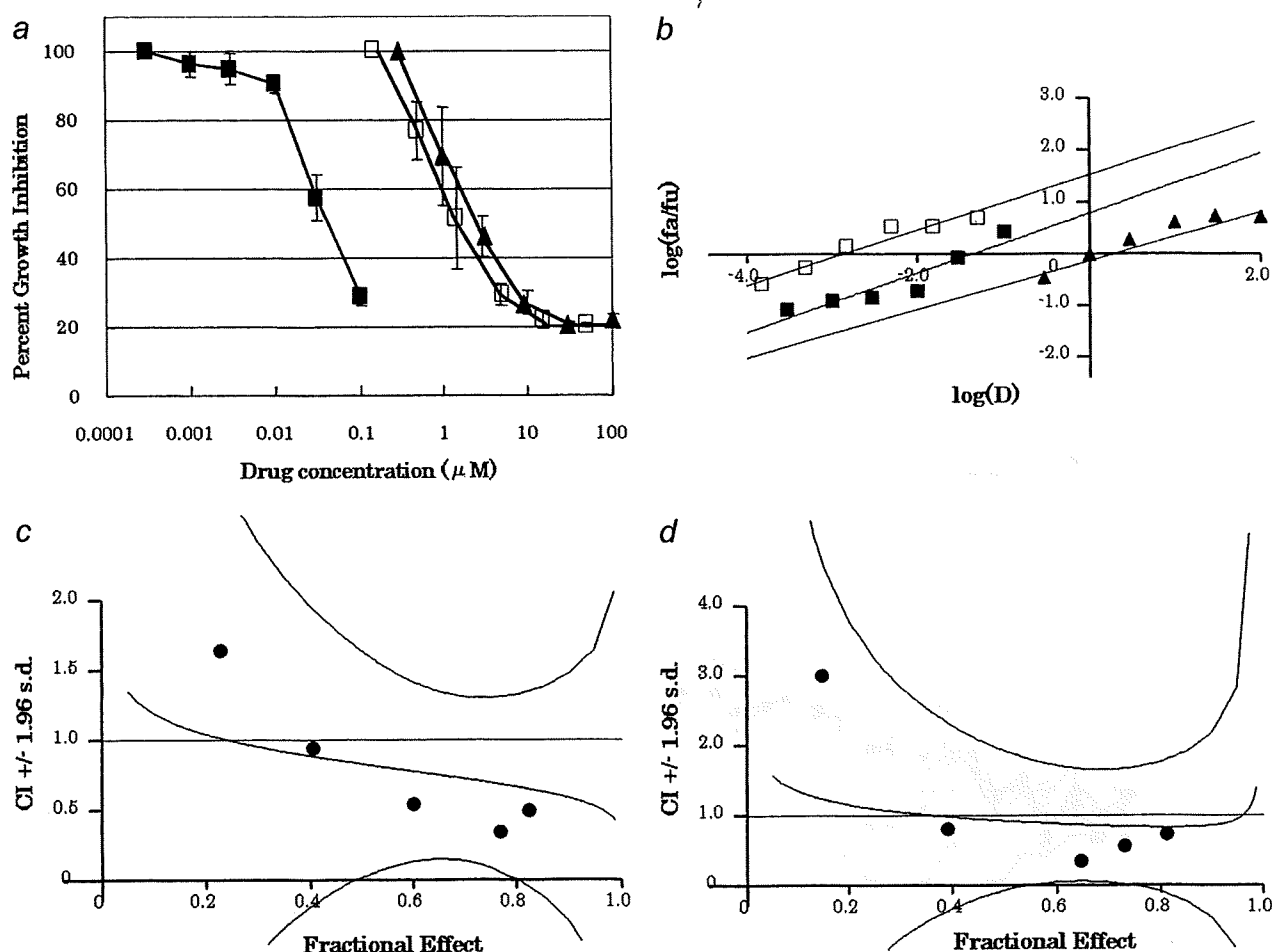 a
Percent Growth Inhibition
100
80
60
40
20
0
0.0001 0.001 0.01 0.1 1 10 100
Drug concentration (μM)
b
log(fa/fu)
3.0
2.0
1.0
0
-1.0
-2.0
-4.0 -2.0 2.0
log(D)
c
CI +/- 1.96 s.d.
2.0
1.5
1.0
0.5
0
0 0.2 0.4 0.6 0.8 1.0
Fractional Effect
d
CI +/- 1.96 s.d.
4.0
3.0
2.0
1.0
0
0 0.2 0.4 0.6 0.8 1.0
Fractional Effect